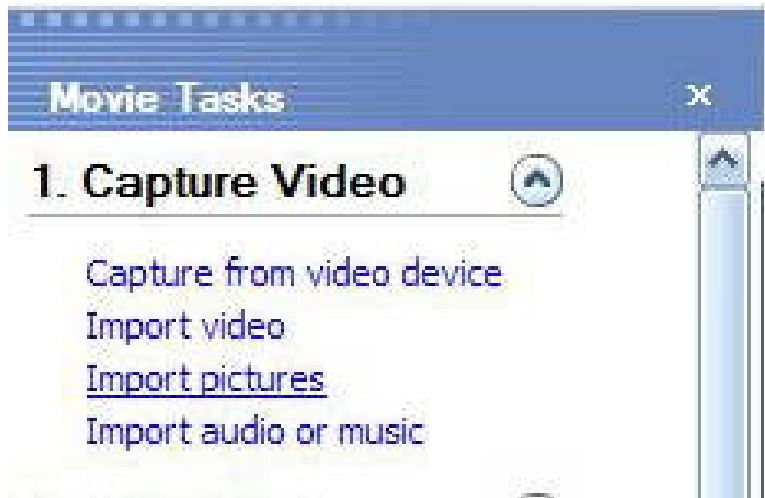 Movie Tasks
1. Capture Video
Capture from video device
Import video
Import pictures
Import audio or music